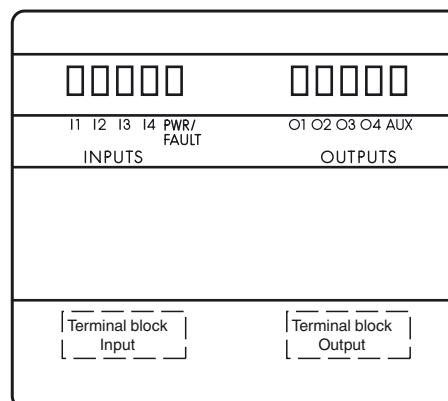 I1 I2 I3 I4 PWR/
FAULT
INPUTS
O1 O2 O3 O4 AUX
OUTPUTS
Terminal block
Input
Terminal block
Output